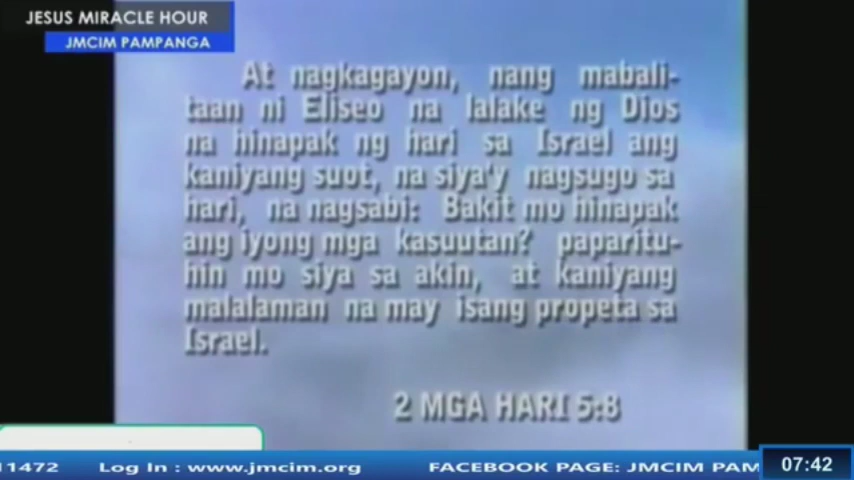 JESUS MIRACLE HOUR
JMCIM PAMPANGA
At nagkagayon, nang mabali-
taan ni Eliseo na lalake ng Dios
na hinapak ng hari sa Israel ang
kaniyang suot, na siya'y nagsugo sa
hari, na nagsabi: Bakit mo hinapak
ang iyong mga kasuutan? paparitu-
hin mo siya sa akin, at kaniyang
malalaman na may isang propeta sa
Israel.
2 MGA HARI 5:8
11472 Log In : www.jmcim.org FACEBOOK PAGE: JMCIM PAM
07:42